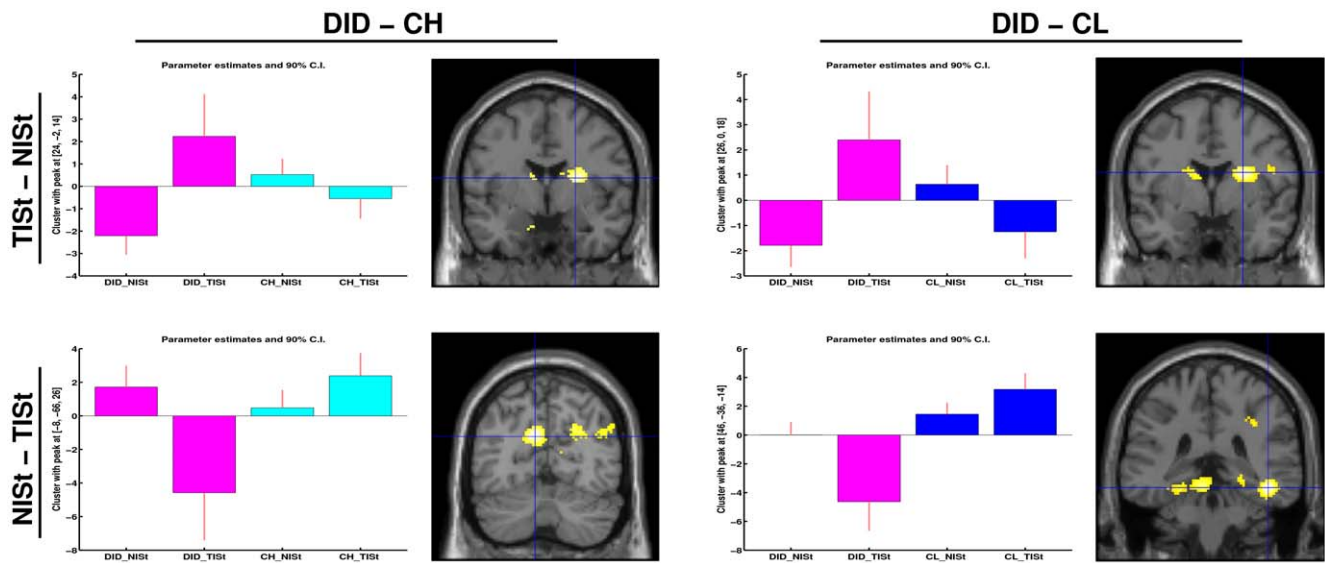 DID – CH
DID – CL
TISt – NISt
Parameter estimates and 90% C.I.
Cluster with peak at [24, −2, 14]
5
4
3
2
1
0
−1
−2
−3
−4
DID_NISt DID_TISt CH_NISt CH_TISt
Parameter estimates and 90% C.I.
Cluster with peak at [26, 0, 18]
5
4
3
2
1
0
−1
−2
−3
DID_NISt DID_TISt CL_NISt CL_TISt
NISt – TISt
Parameter estimates and 90% C.I.
Cluster with peak at [−8, −66, 26]
4
2
0
−2
−4
−6
−8
DID_NISt DID_TISt CH_NISt CH_TISt
Parameter estimates and 90% C.I.
Cluster with peak at [46, −36, −14]
6
4
2
0
−2
−4
−6
−8
DID_NISt DID_TISt CL_NISt CL_TISt